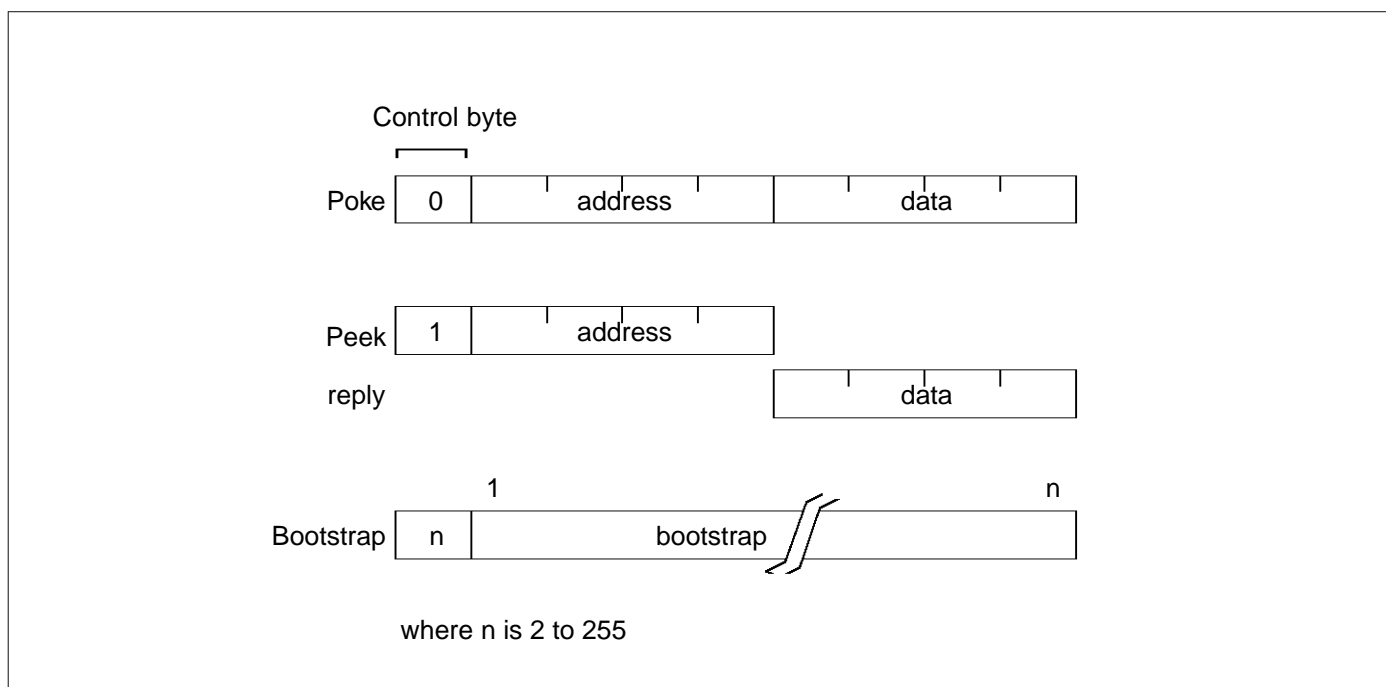 Control byte
Poke 0 address data
Peek 1 address
reply data
1 n
Bootstrap n bootstrap
where n is 2 to 255